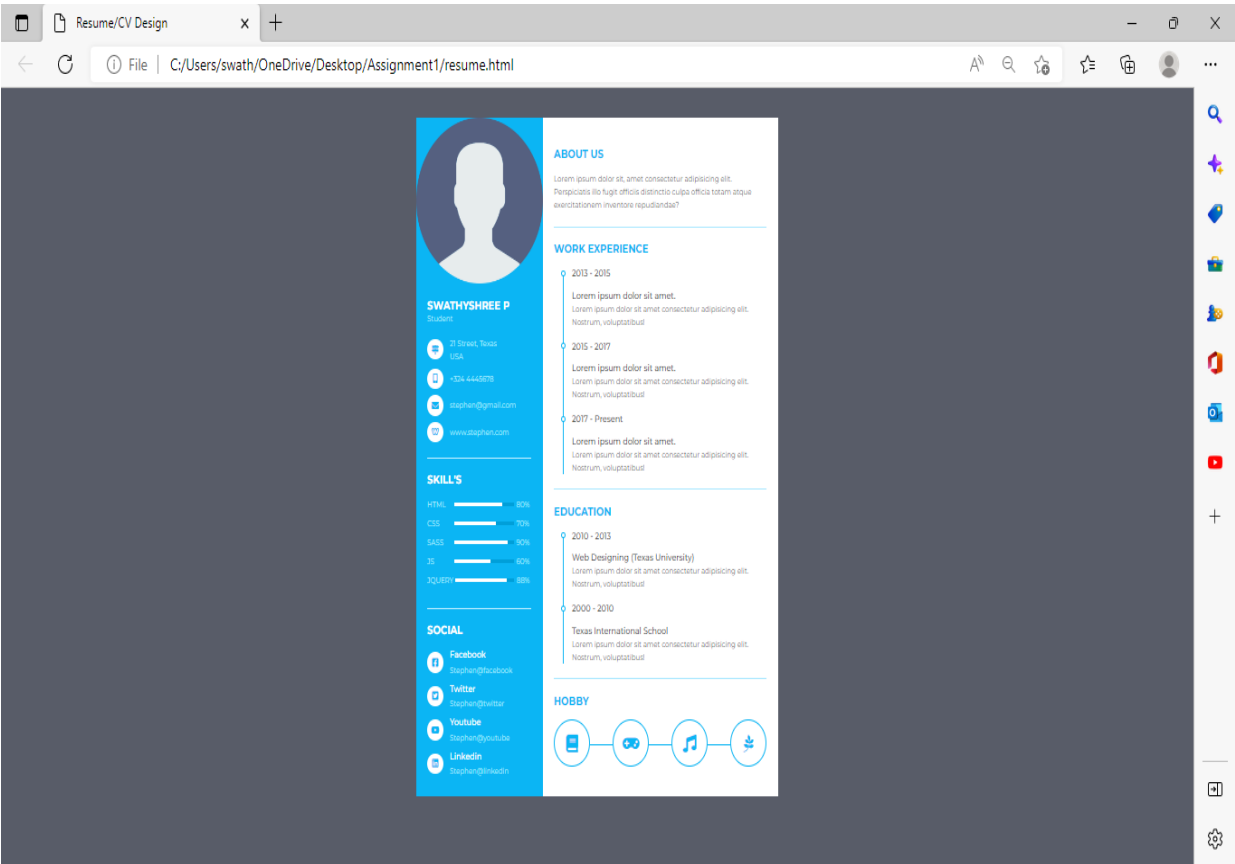 Resume/CV Design
File
C:/Users/swath/OneDrive/Desktop/Assignment1/resume.html
SWATHYSHREE P
Student
21 Street, Texas
USA
+324 4445678
stephen@gmail.com
www.stephen.com
SKILL'S
HTML 80%
CSS 70%
SASS 90%
JS 60%
JQUERY 88%
SOCIAL
Facebook
Stephen@facebook
Twitter
Stephen@twitter
Youtube
Stephen@youtube
Linkedin
Stephen@linkedin
ABOUT US
Lorem ipsum dolor sit, amet consectetur adipisicing elit.
Perspiciatis illo fugit officiis distinctio culpa officia totam atque
exercitationem inventore repudiandae?
WORK EXPERIENCE
2013 - 2015
Lorem ipsum dolor sit amet.
Lorem ipsum dolor sit amet consectetur adipisicing elit.
Nostrum, voluptatibus!
2015 - 2017
Lorem ipsum dolor sit amet.
Lorem ipsum dolor sit amet consectetur adipisicing elit.
Nostrum, voluptatibus!
2017 - Present
Lorem ipsum dolor sit amet.
Lorem ipsum dolor sit amet consectetur adipisicing elit.
Nostrum, voluptatibus!
EDUCATION
2010 - 2013
Web Designing (Texas University)
Lorem ipsum dolor sit amet consectetur adipisicing elit.
Nostrum, voluptatibus!
2000 - 2010
Texas International School
Lorem ipsum dolor sit amet consectetur adipisicing elit.
Nostrum, voluptatibus!
HOBBY